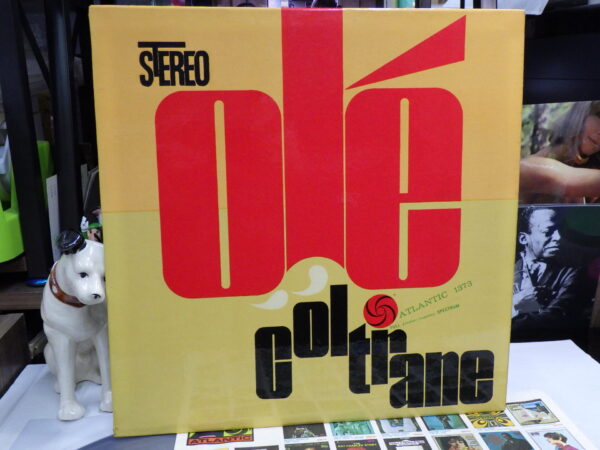 STEREO
olé
coltrane
ATLANTIC 1373
SPECTRUM
ATLANTIC